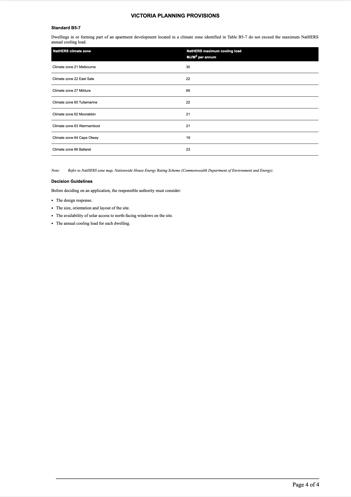 VICTORIA PLANNING PROVISIONS
Standard B5-7
Dwellings in or forming part of an apartment development located in a climate zone identified in Table B5-7 do not exceed the maximum NatHERS
annual cooling load.
NatHERS climate zone NatHERS maximum cooling load
MJ/M² per annum
Climate zone 21 Melbourne 30
Climate zone 22 East Sale 22
Climate zone 27 Mildura 69
Climate zone 60 Tullamarine 22
Climate zone 62 Moorabbin 21
Climate zone 63 Warrnambool 21
Climate zone 64 Cape Otway 19
Climate zone 66 Ballarat 23
Note: Refer to NatHERS zone map, Nationwide House Energy Rating Scheme (Commonwealth Department of Environment and Energy).
Decision Guidelines
Before deciding on an application, the responsible authority must consider:
• The design response.
• The size, orientation and layout of the site.
• The availability of solar access to north-facing windows on the site.
• The annual cooling load for each dwelling.
Page 4 of 4